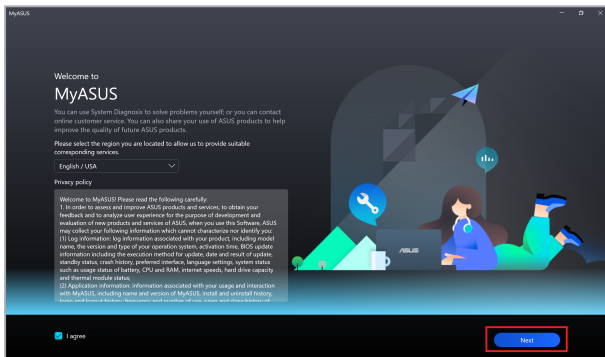 MyASUS
Welcome to
MyASUS
You can use System Diagnosis to solve problems yourself; or you can contact
online customer service. You can also share your use of ASUS products to help
improve the quality of future ASUS products.
Please select the region you are located to allow us to provide suitable
corresponding services.
English / USA
Privacy policy
Welcome to MyASUS! Please read the following carefully:
1. In order to assess and improve ASUS products and services, to obtain your
feedback and to analyze user experience for the purpose of development and
evaluation of new products and services of ASUS, when you use this Software, ASUS
may collect your following information which cannot characterize nor identify you:
(1) Log information: log information associated with your product, including model
name, the version and type of your operation system, activation time, BIOS update
information including the execution method for update, date and result of update,
standby status, crash history, preferred interface, language settings, system status
such as usage status of battery, CPU and RAM, internet speeds, hard drive capacity
and thermal module status;
(2) Application information: information associated with your usage and interaction
with MyASUS, including name and version of MyASUS, install and uninstall history,
ASUS
I agree
Next